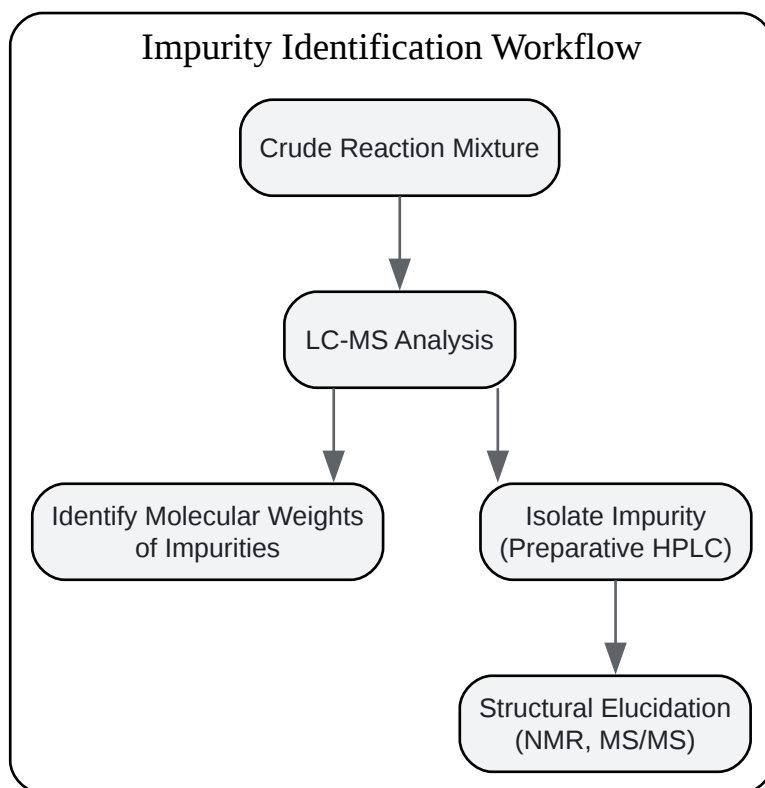 Impurity Identification Workflow
Crude Reaction Mixture
LC-MS Analysis
Identify Molecular Weights
of Impurities
Isolate Impurity
(Preparative HPLC)
Structural Elucidation
(NMR, MS/MS)